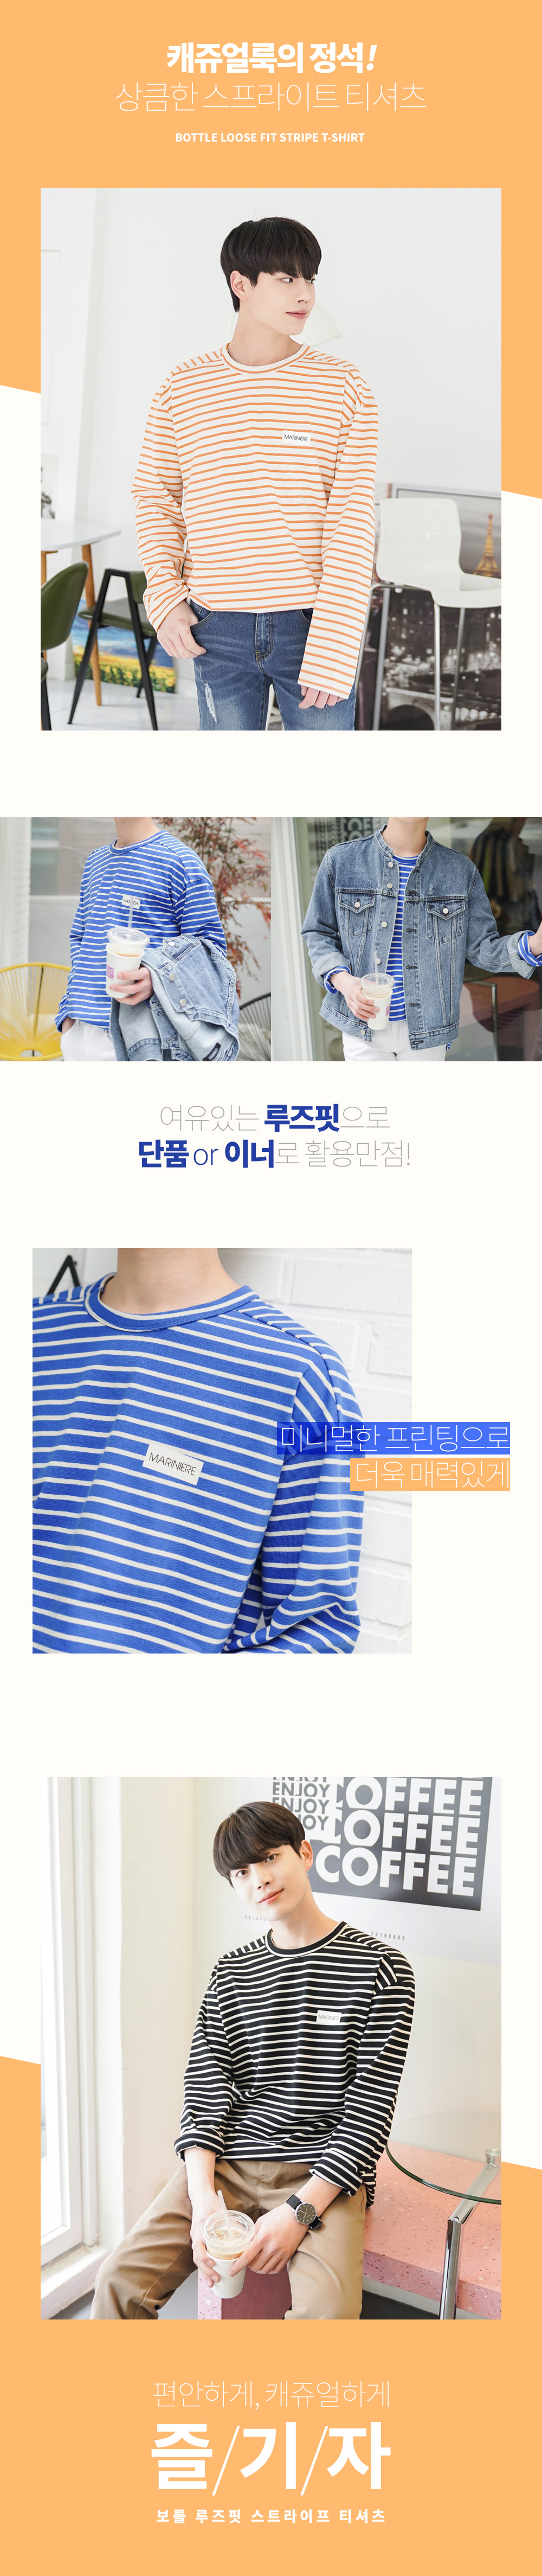 캐쥬얼룩의 정석!
상큼한 스프라이트 티셔츠
BOTTLE LOOSE FIT STRIPE T-SHIRT
MARINIERE
여유있는 루즈핏으로
단품 or 이너로 활용만점!
MARINIERE
미니멀한 프린팅으로
더욱 매력있게
ENJOY
ENJOY
ENJOY
COFFEE
COFFEE
COFFEE
편안하게, 캐쥬얼하게
즐/기/자
보틀 루즈핏 스트라이프 티셔츠